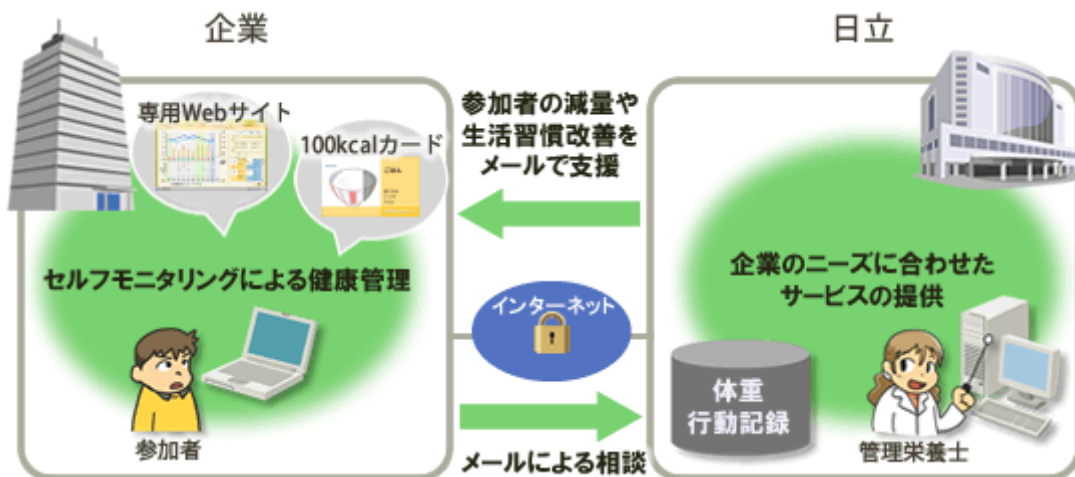 企業
日立
専用Webサイト
100kcalカード
ごはん
セルフモニタリングによる健康管理
参加者
参加者の減量や
生活習慣改善を
メールで支援
インターネット
メールによる相談
企業のニーズに合わせた
サービスの提供
体重
行動記録
管理栄養士